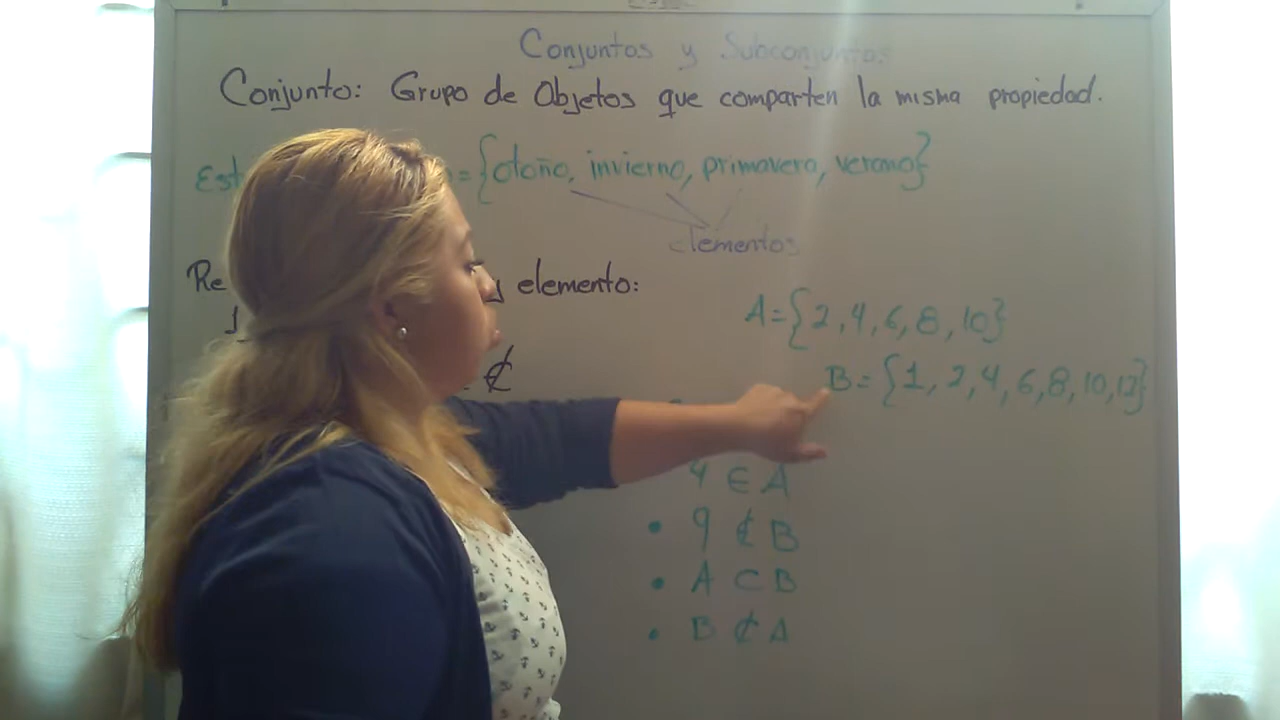 Conjuntos y Subconjuntos
Conjunto: Grupo de Objetos que comparten la misma propiedad.
= {otoño, invierno, primavera, verano}
elementos
y elemento:
A = {2, 4, 6, 8, 10}
⊄
B = {1, 2, 4, 6, 8, 10, 12}
4 ∈ A
• 9 ∉ B
• A ⊂ B
• B ⊄ A